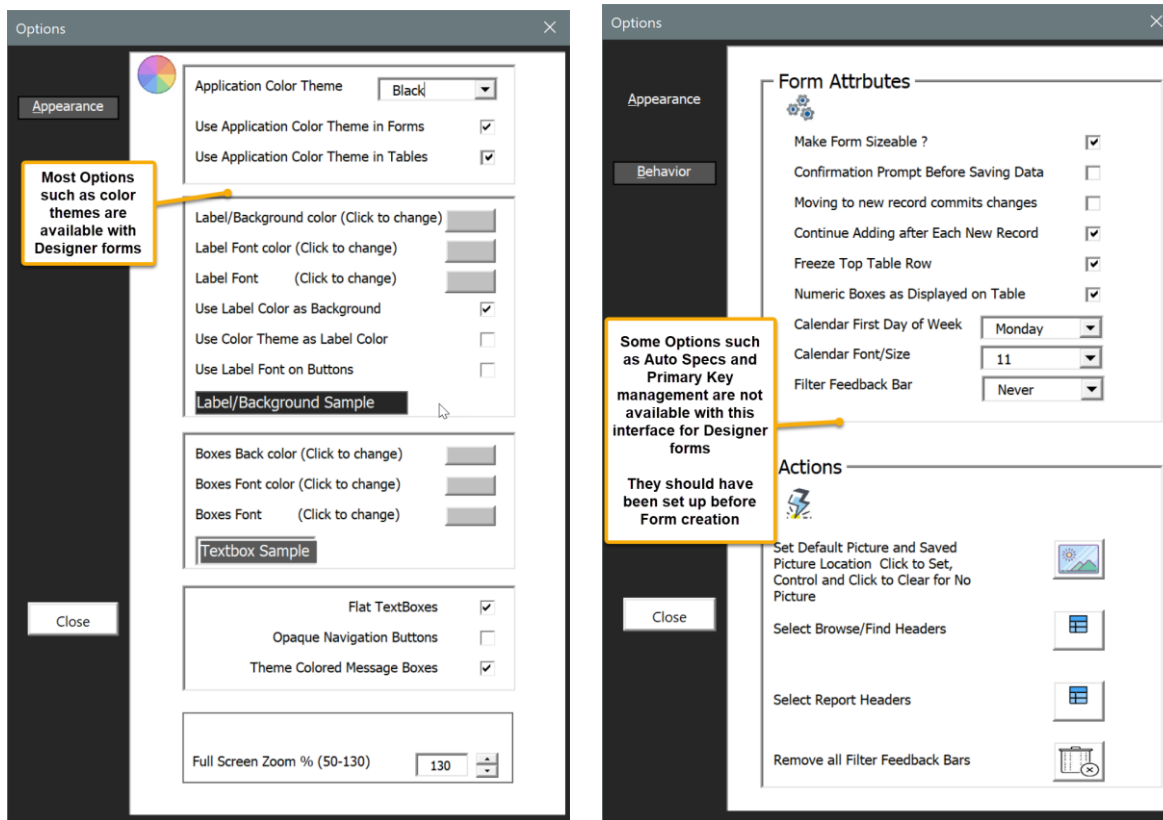 Options
Appearance
Application Color Theme Black
Use Application Color Theme in Forms
Use Application Color Theme in Tables
Most Options
such as color
themes are
available with
Designer forms
Label/Background color (Click to change)
Label Font color (Click to change)
Label Font (Click to change)
Use Label Color as Background
Use Color Theme as Label Color
Use Label Font on Buttons
Label/Background Sample
Boxes Back color (Click to change)
Boxes Font color (Click to change)
Boxes Font (Click to change)
Textbox Sample
Flat TextBoxes
Opaque Navigation Buttons
Theme Colored Message Boxes
Close
Full Screen Zoom % (50-130) 130
Options
Appearance
Behavior
Form Attrbutes
Make Form Sizeable ?
Confirmation Prompt Before Saving Data
Moving to new record commits changes
Continue Adding after Each New Record
Freeze Top Table Row
Numeric Boxes as Displayed on Table
Calendar First Day of Week Monday
Calendar Font/Size 11
Filter Feedback Bar Never
Some Options such
as Auto Specs and
Primary Key
management are not
available with this
interface for Designer
forms
They should have
been set up before
Form creation
Actions
Set Default Picture and Saved
Picture Location Click to Set,
Control and Click to Clear for No
Picture
Close
Select Browse/Find Headers
Select Report Headers
Remove all Filter Feedback Bars